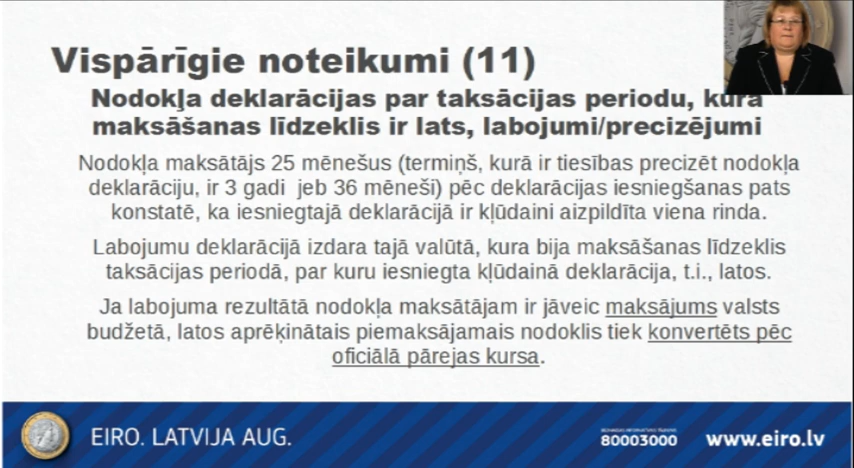 Vispārīgie noteikumi (11)
Nodokļa deklarācijas par taksācijas periodu, kurā
maksāšanas līdzeklis ir lats, labojumi/precizējumi
Nodokļa maksātājs 25 mēnešus (termiņš, kurā ir tiesības precizēt nodokļa
deklarāciju, ir 3 gadi jeb 36 mēneši) pēc deklarācijas iesniegšanas pats
konstatē, ka iesniegtajā deklarācijā ir kļūdaini aizpildīta viena rinda.
Labojumu deklarācijā izdara tajā valūtā, kura bija maksāšanas līdzeklis
taksācijas periodā, par kuru iesniegta kļūdainā deklarācija, t.i., latos.
Ja labojuma rezultātā nodokļa maksātājam ir jāveic maksājums valsts
budžetā, latos aprēķinātais piemaksājamais nodoklis tiek konvertēts pēc
oficiālā pārejas kursa.
EIRO. LATVIJA AUG.
80003000
www.eiro.lv